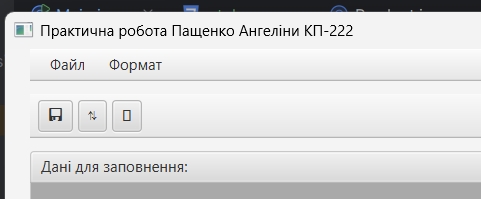 Практична робота Пащенко Ангеліни КП-222
Файл Формат
Дані для заповнення: